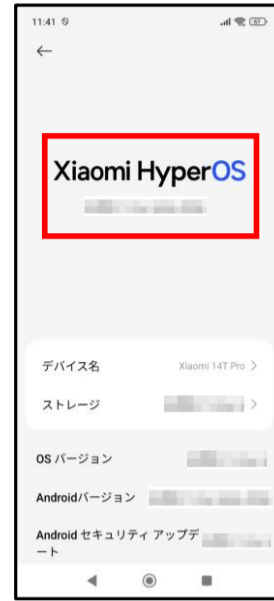 11:41
67
Xiaomi HyperOS
デバイス名 Xiaomi 14T Pro
ストレージ
OS バージョン
Androidバージョン
Android セキュリティ アップデ
ート